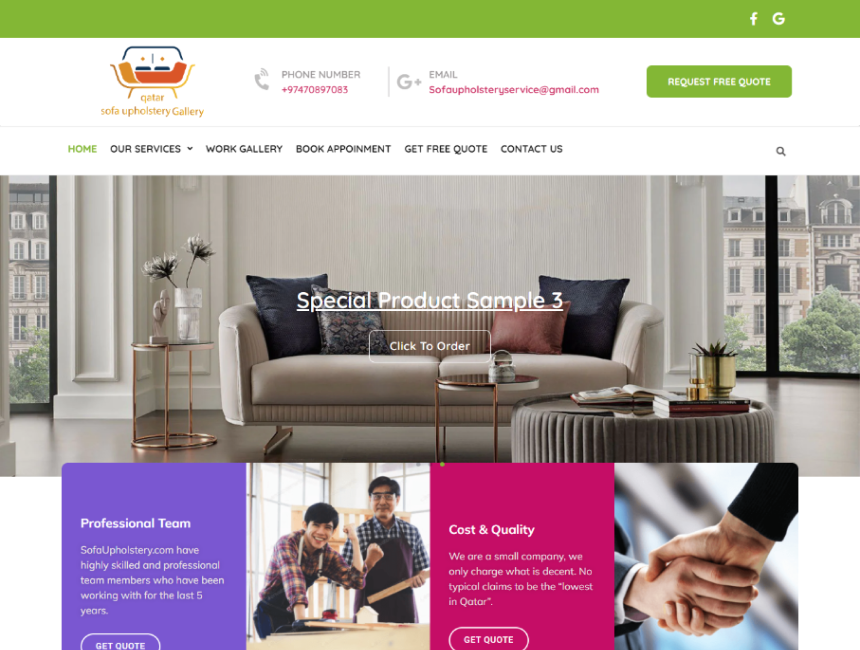 qatar
sofa upholstery Gallery
PHONE NUMBER
+97470897083
EMAIL
Sofaupholsteryservice@gmail.com
REQUEST FREE QUOTE
HOME OUR SERVICES WORK GALLERY BOOK APPOINMENT GET FREE QUOTE CONTACT US
Special Product Sample 3
Click To Order
Professional Team
SofaUpholstery.com have
highly skilled and professional
team members who have been
working with for the last 5
years.
GET QUOTE
Cost & Quality
We are a small company, we
only charge what is decent. No
typical claims to be the “lowest
in Qatar”.
GET QUOTE